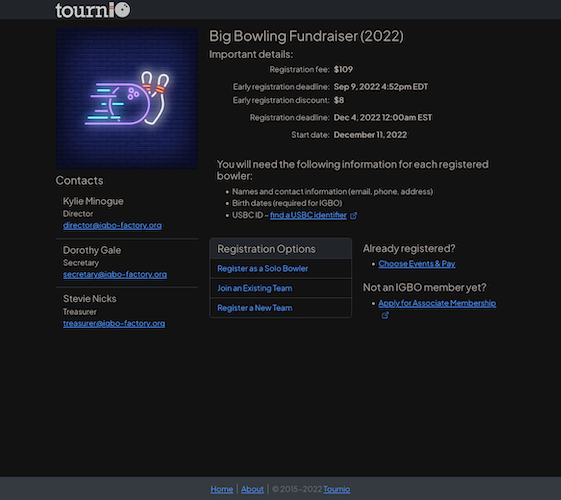 tournIO
Big Bowling Fundraiser (2022)
Important details:
Registration fee: $109
Early registration deadline: Sep 9, 2022 4:52pm EDT
Early registration discount: $8
Registration deadline: Dec 4, 2022 12:00am EST
Start date: December 11, 2022
You will need the following information for each registered
bowler:
• Names and contact information (email, phone, address)
• Birth dates (required for IGBO)
• USBC ID - find a USBC identifier
Contacts
Kylie Minogue
Director
director@igbo-factory.org
Dorothy Gale
Secretary
secretary@igbo-factory.org
Stevie Nicks
Treasurer
treasurer@igbo-factory.org
Registration Options
Register as a Solo Bowler
Join an Existing Team
Register a New Team
Already registered?
• Choose Events & Pay
Not an IGBO member yet?
• Apply for Associate Membership
Home | About | © 2015-2022 Tournio